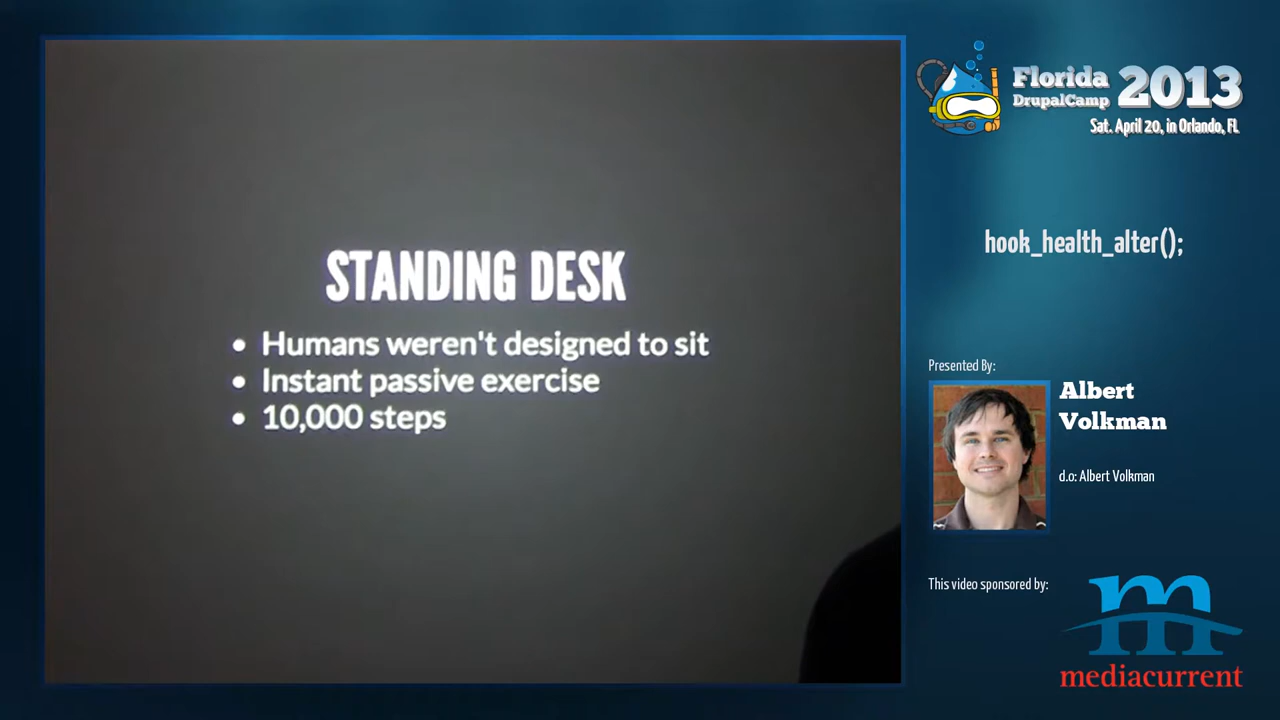 STANDING DESK
• Humans weren't designed to sit
• Instant passive exercise
• 10,000 steps
Florida
DrupalCamp
2013
Sat. April 20, in Orlando, FL
hook_health_alter();
Presented By:
Albert
Volkman
d.o: Albert Volkman
This video sponsored by:
m
mediacurrent